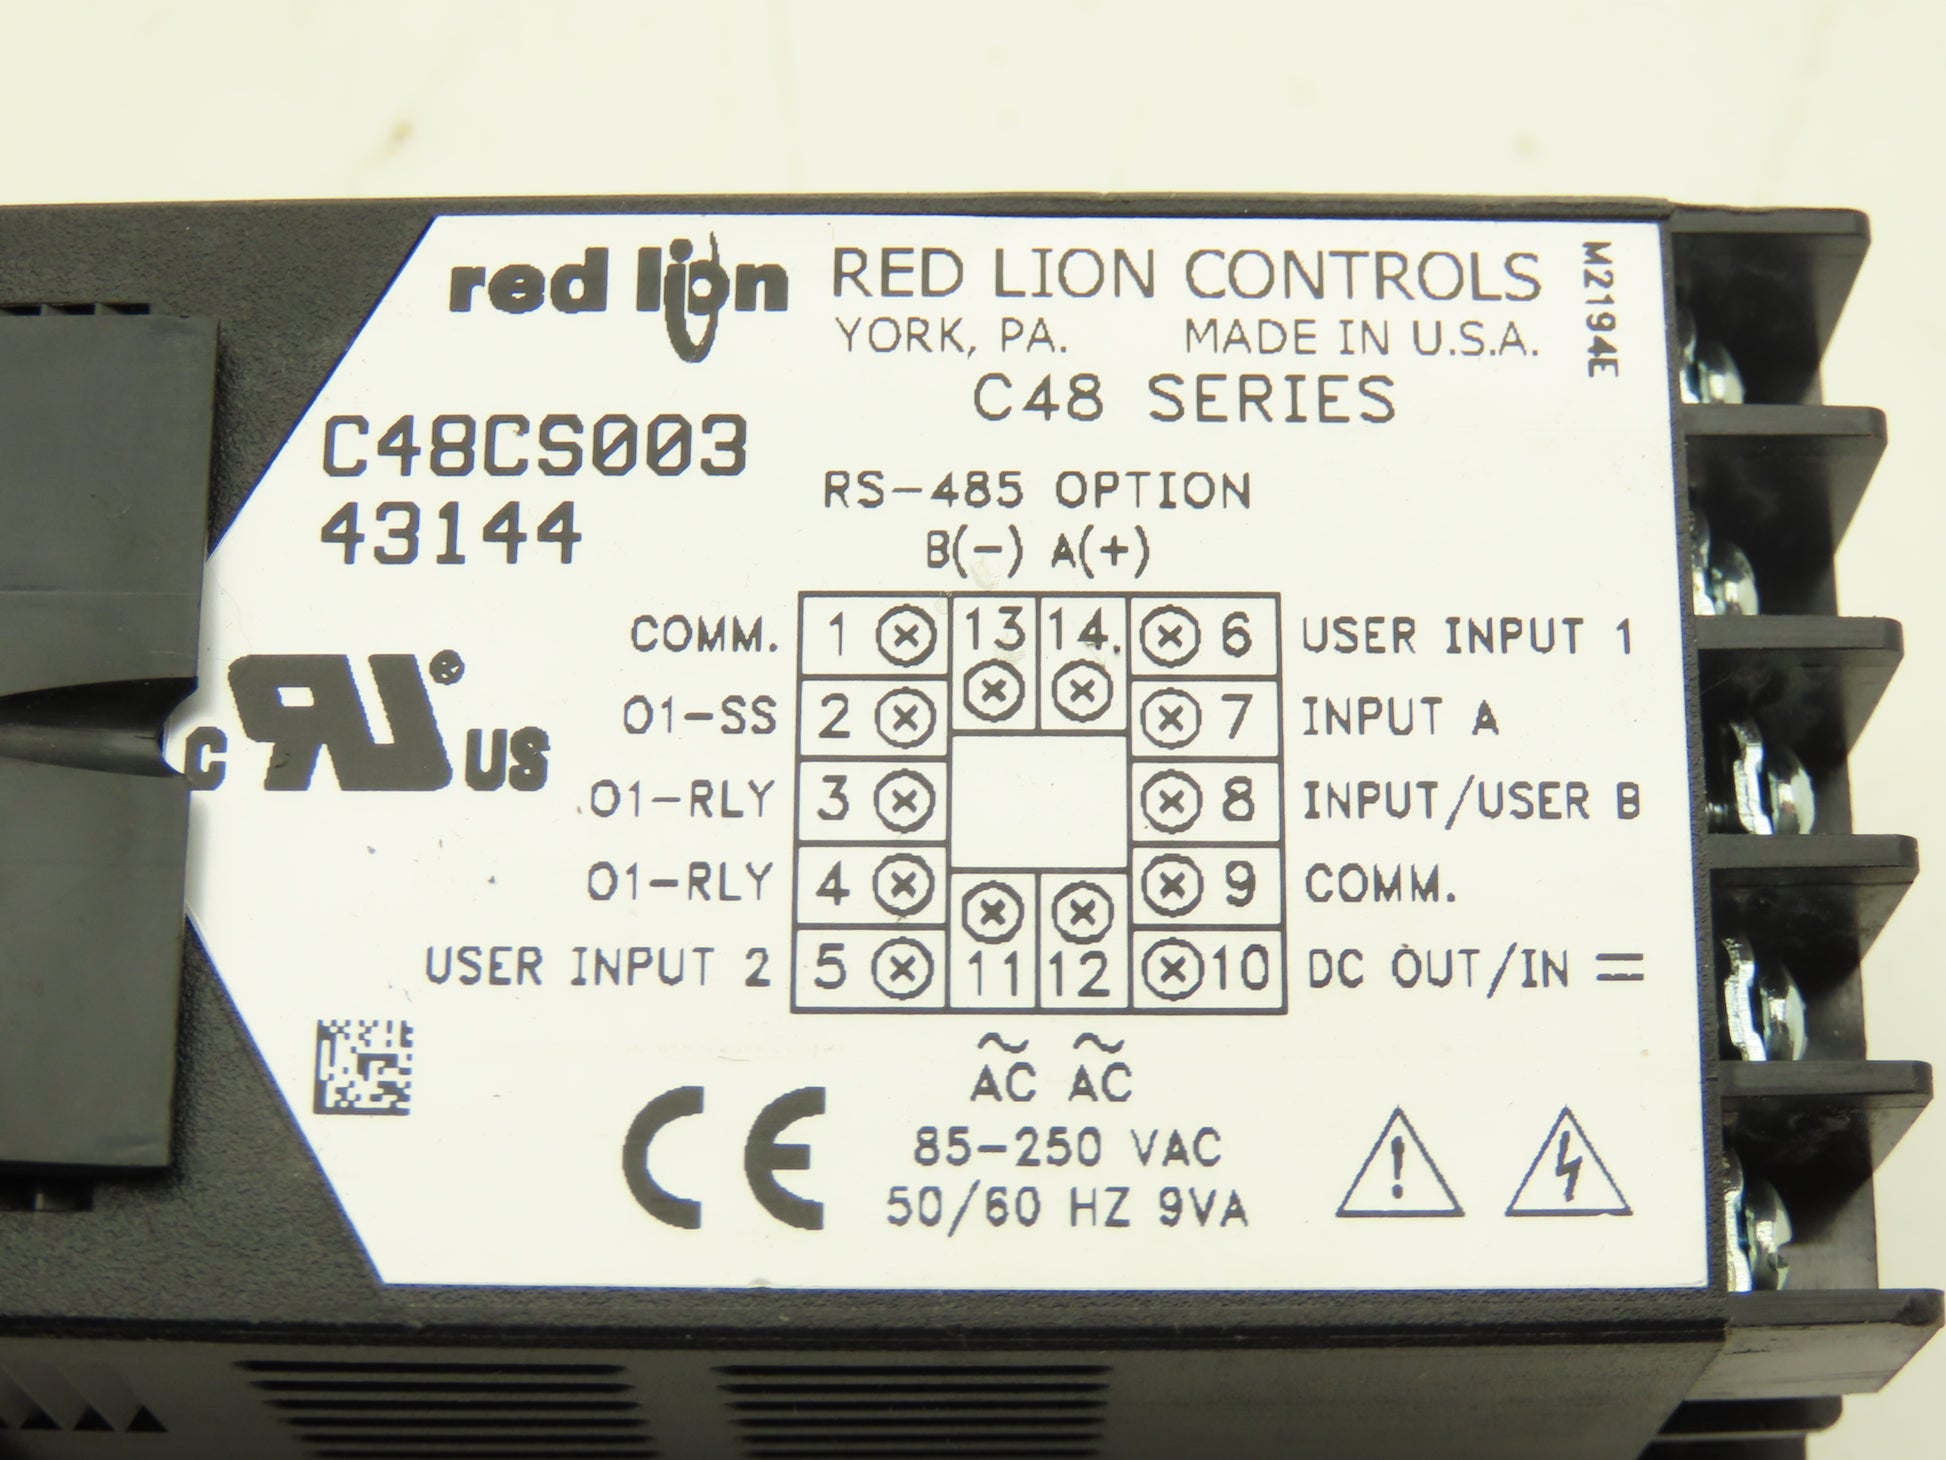 red lion RED LION CONTROLS
YORK, PA. MADE IN U.S.A.
M21944E
C48 SERIES
C48CS003
43144
RS-485 OPTION
B(-) A(+)
COMM. 1 13 14 6 USER INPUT 1
O1-SS 2 7 INPUT A
O1-RLY 3 8 INPUT/USER B
O1-RLY 4 9 COMM.
USER INPUT 2 5 11 12 10 DC OUT/IN
C RU ® US
AC AC
CE
85-250 VAC
50/60 HZ 9VA